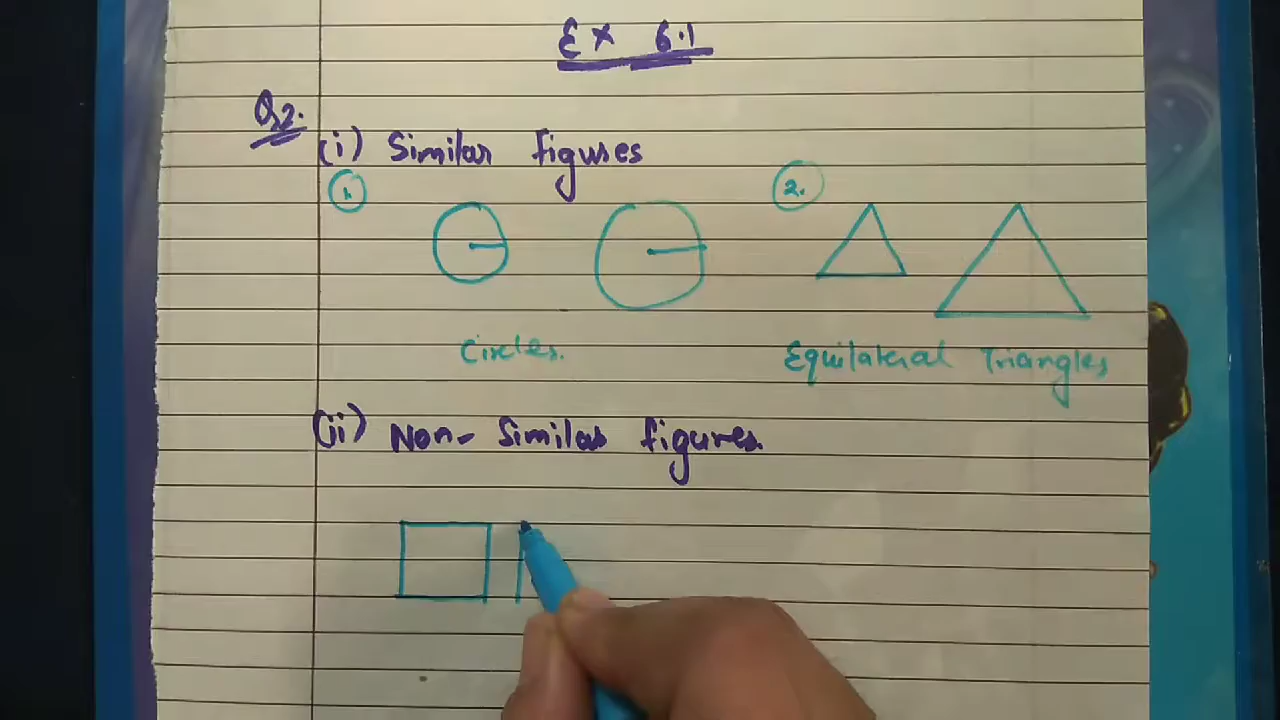 Ex 6.1
Q2.
(i) Similar figures
1.
2.
Circles.
Equilateral Triangles
(ii) Non-Similar figures.